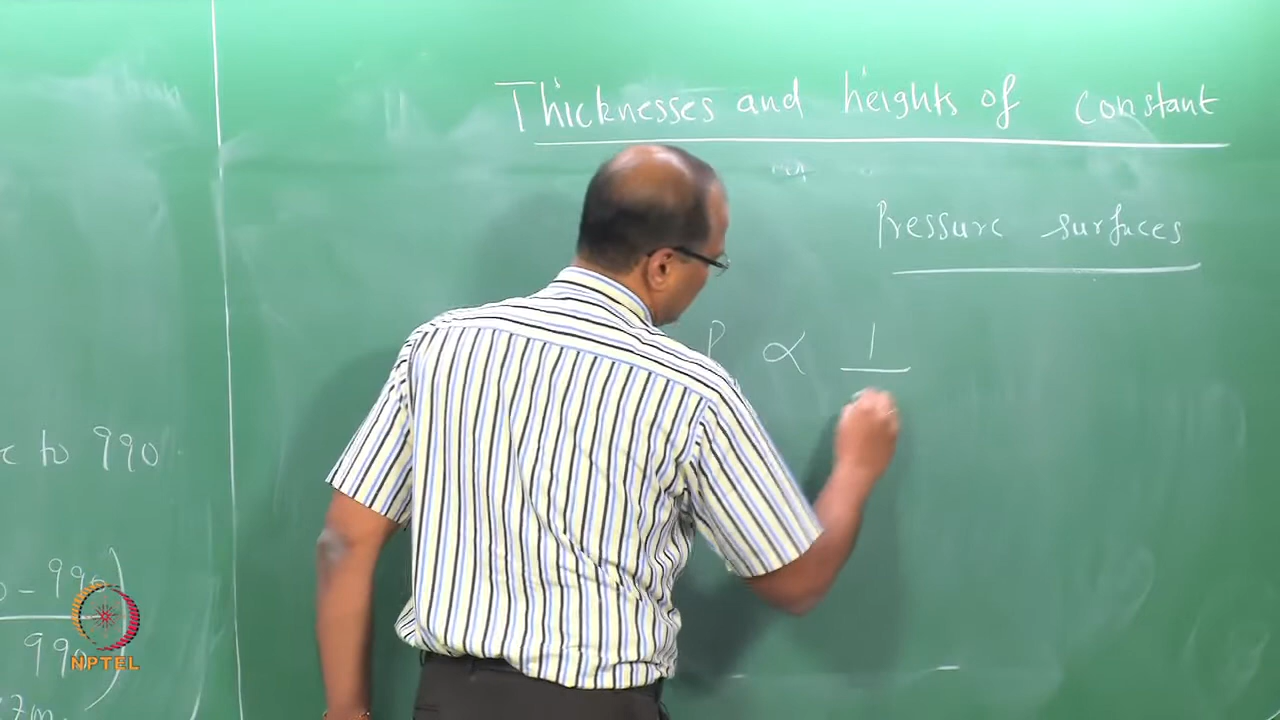 Thicknesses and heights of constant
Pressure surfaces
P ∝ 1
to 990
- 990
990
7m.
NPTEL